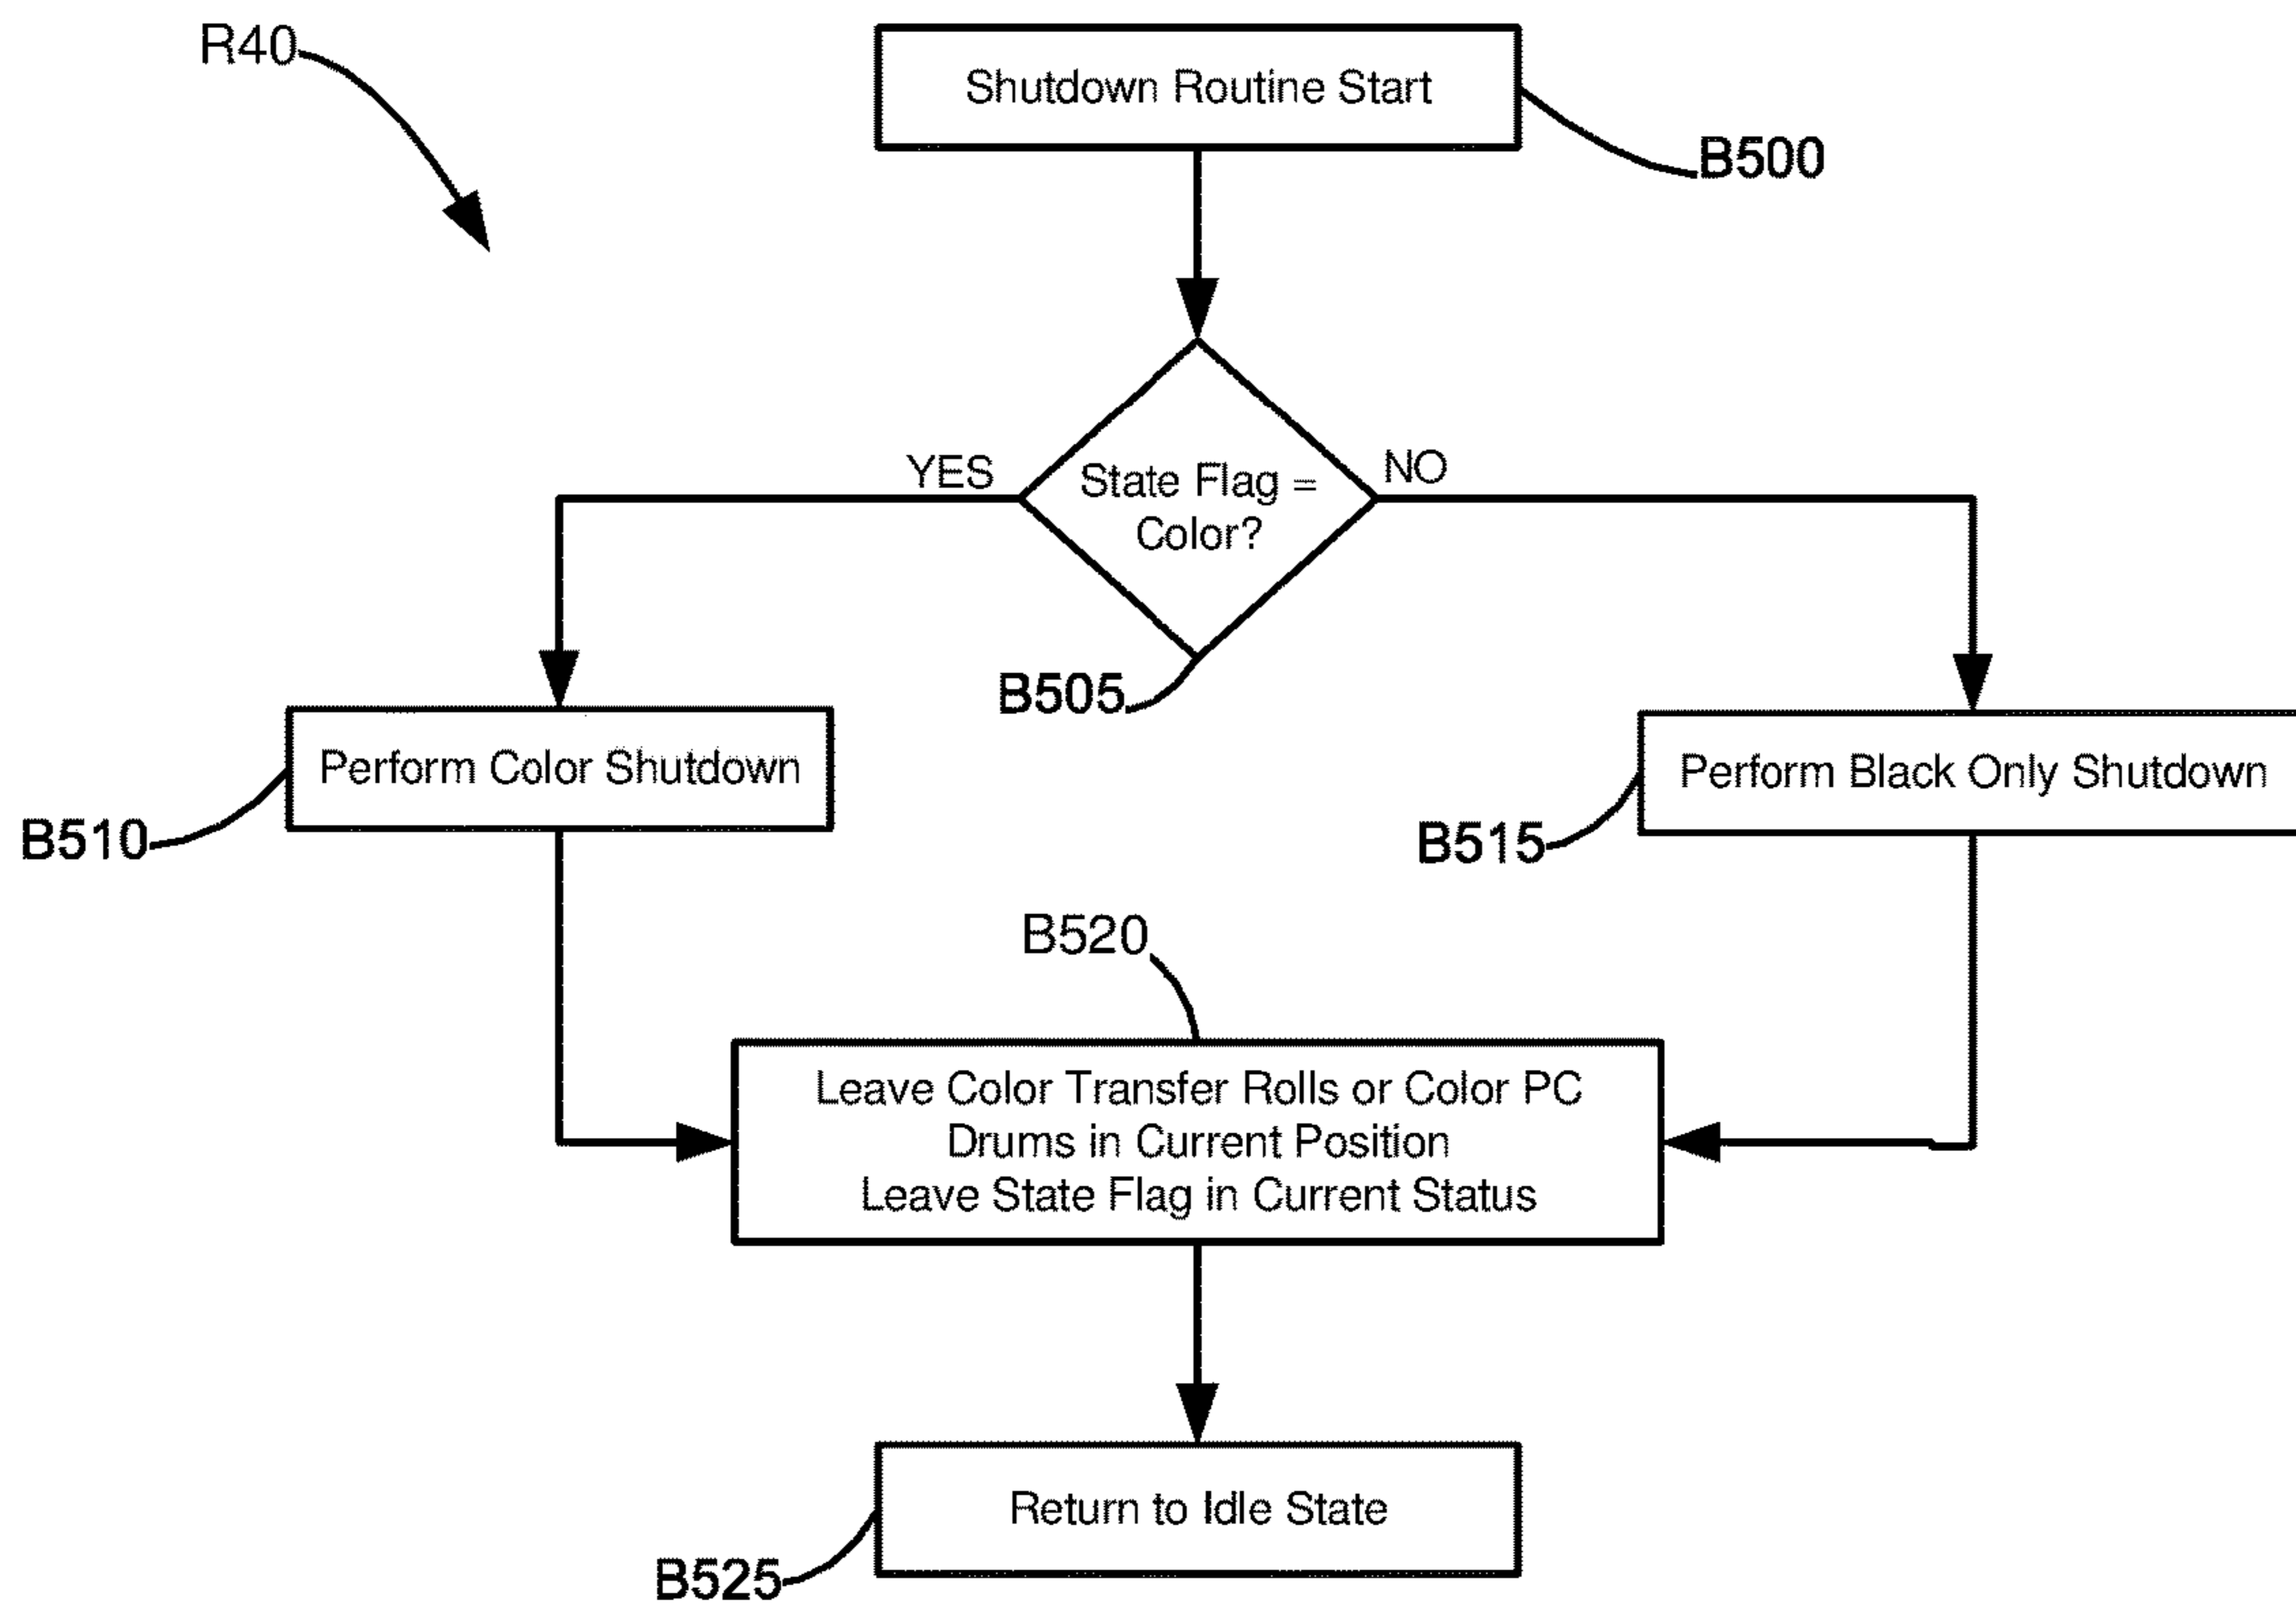 R40
Shutdown Routine Start
B500
YES
State Flag =
Color?
NO
B505
Perform Color Shutdown
B510
Perform Black Only Shutdown
B515
B520
Leave Color Transfer Rolls or Color PC
Drums in Current Position
Leave State Flag in Current Status
Return to Idle State
B525